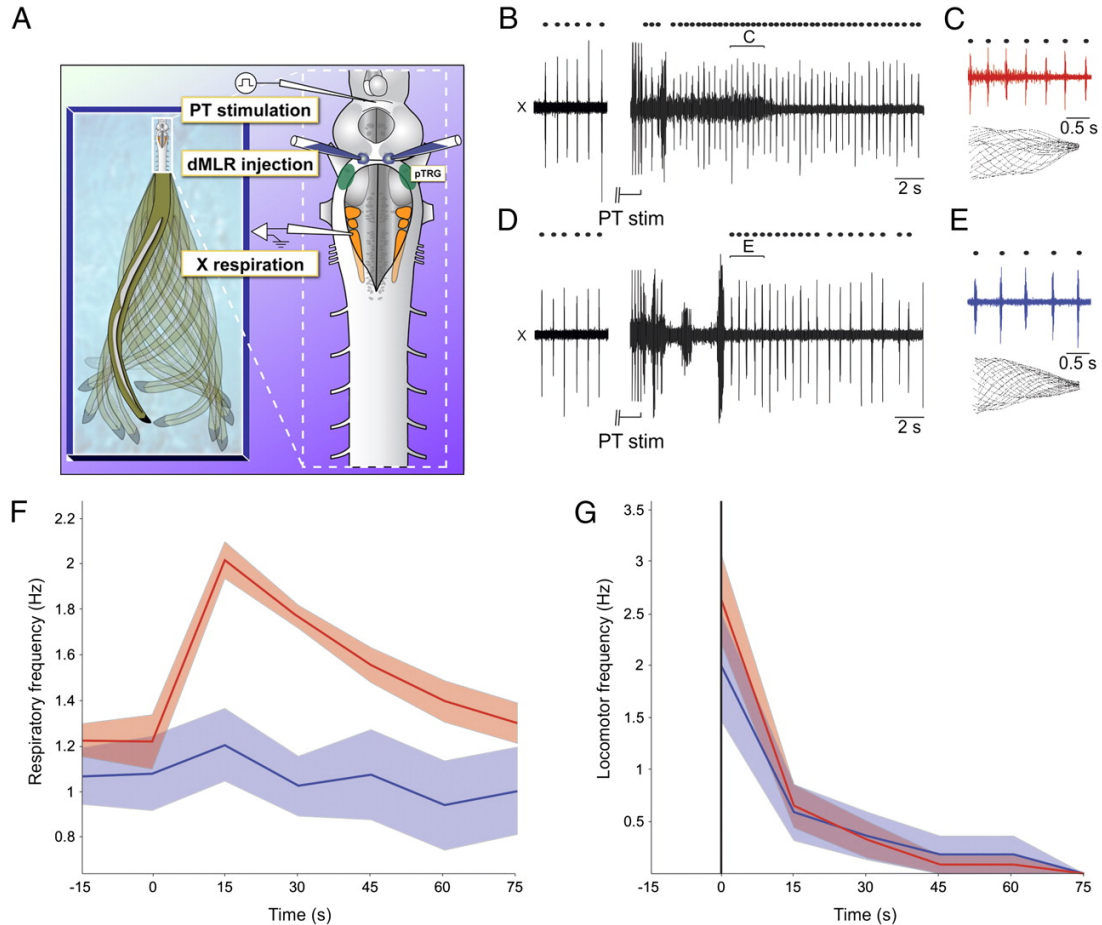 A
PT stimulation
dMLR injection
pTRG
X respiration
B
C
X
2 s
PT stim
C
0.5 s
D
E
X
2 s
PT stim
E
0.5 s
F
Respiratory frequency (Hz)
2.2
2
1.8
1.6
1.4
1.2
1
0.8
-15 0 15 30 45 60 75
Time (s)
G
Locomotor frequency (Hz)
3.5
3
2.5
2
1.5
1
0.5
-15 0 15 30 45 60 75
Time (s)